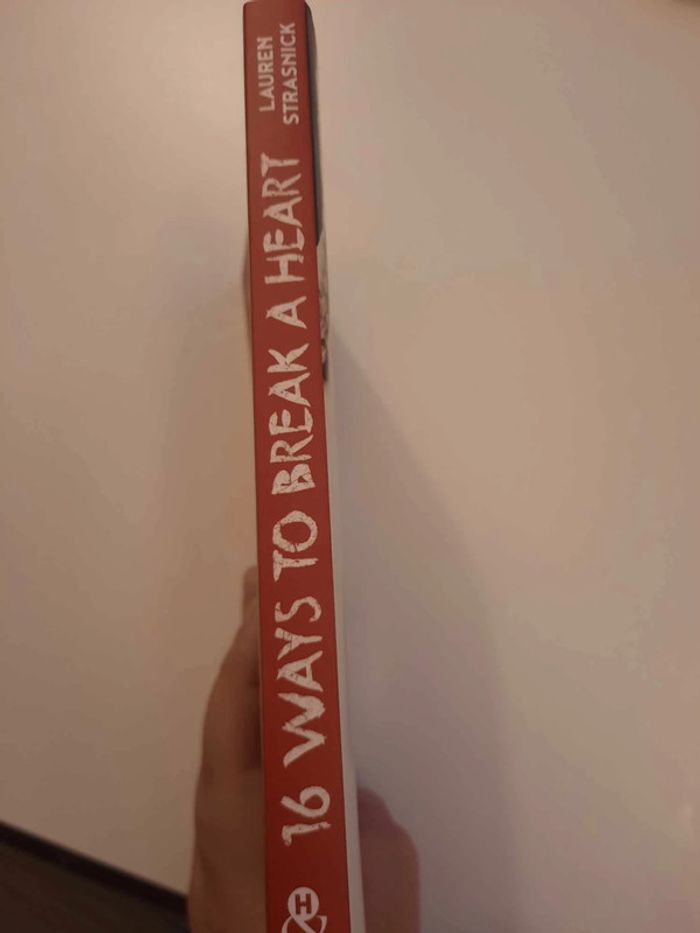 LAUREN
STRASNICK
16 WAYS TO BREAK A HEART
H